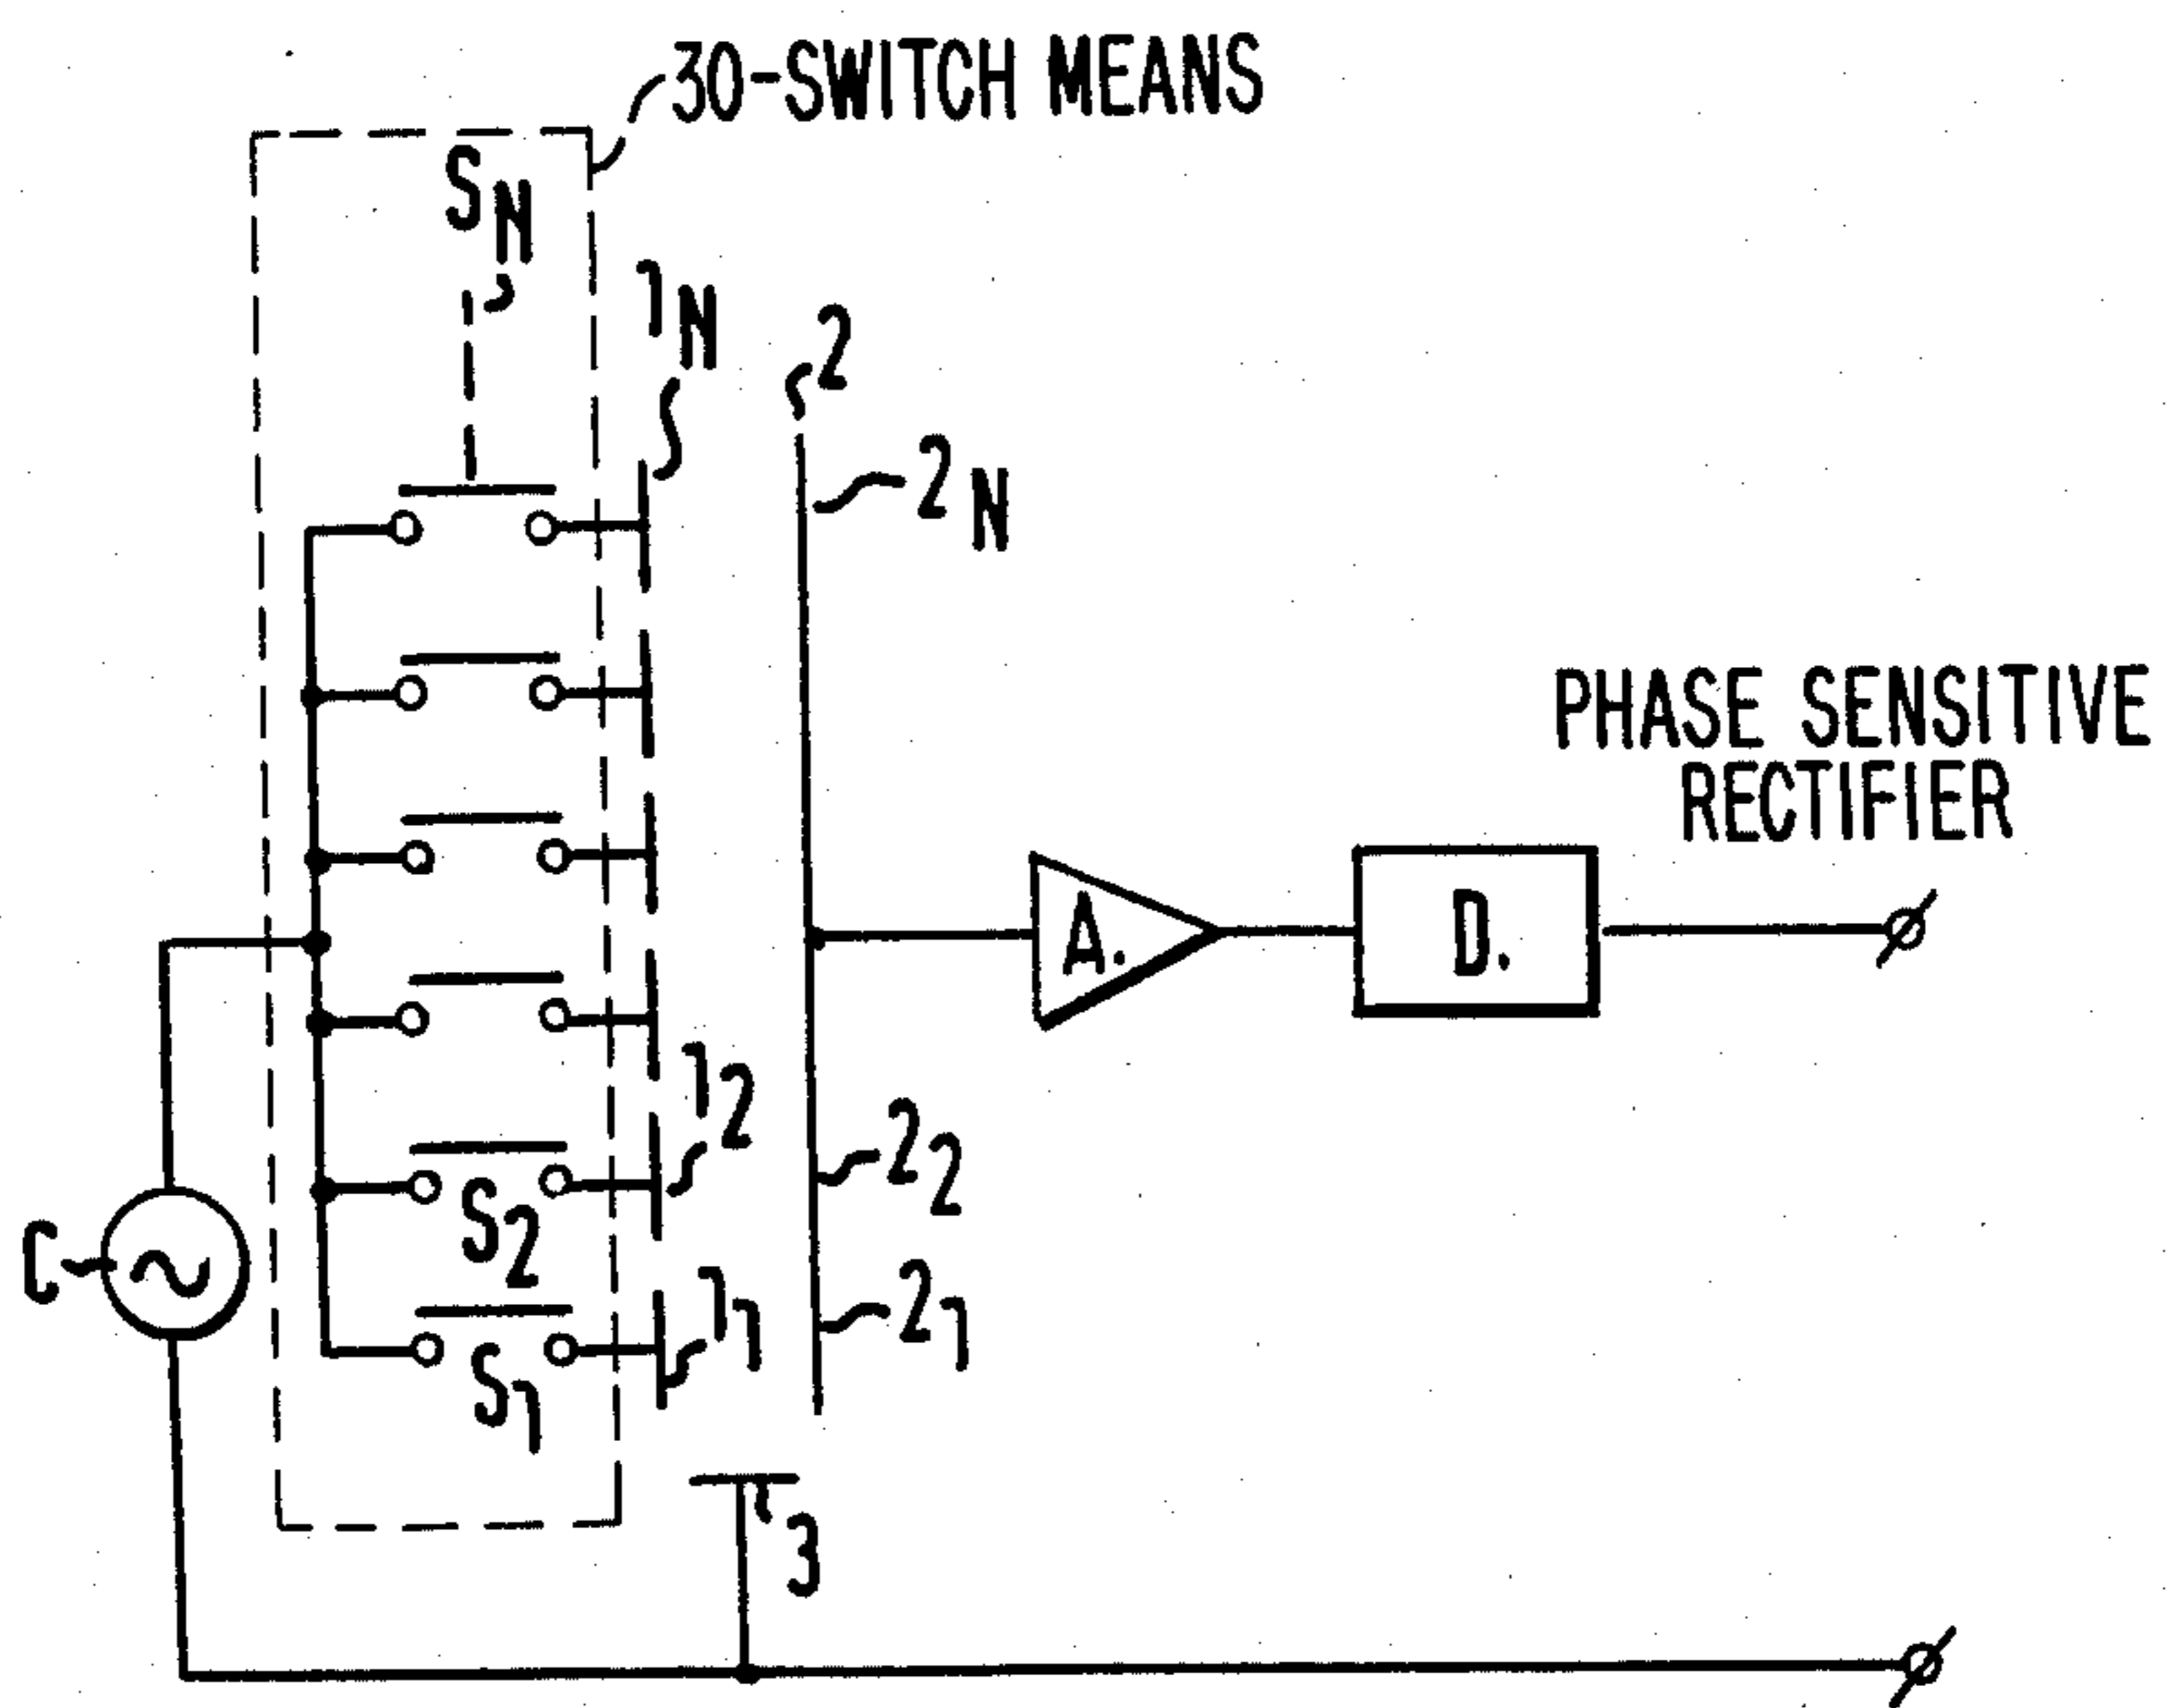 30-SWITCH MEANS
SN
1N
2
2N
PHASE SENSITIVE
RECTIFIER
A.
D.
12
22
C
S2
11
21
S1
3